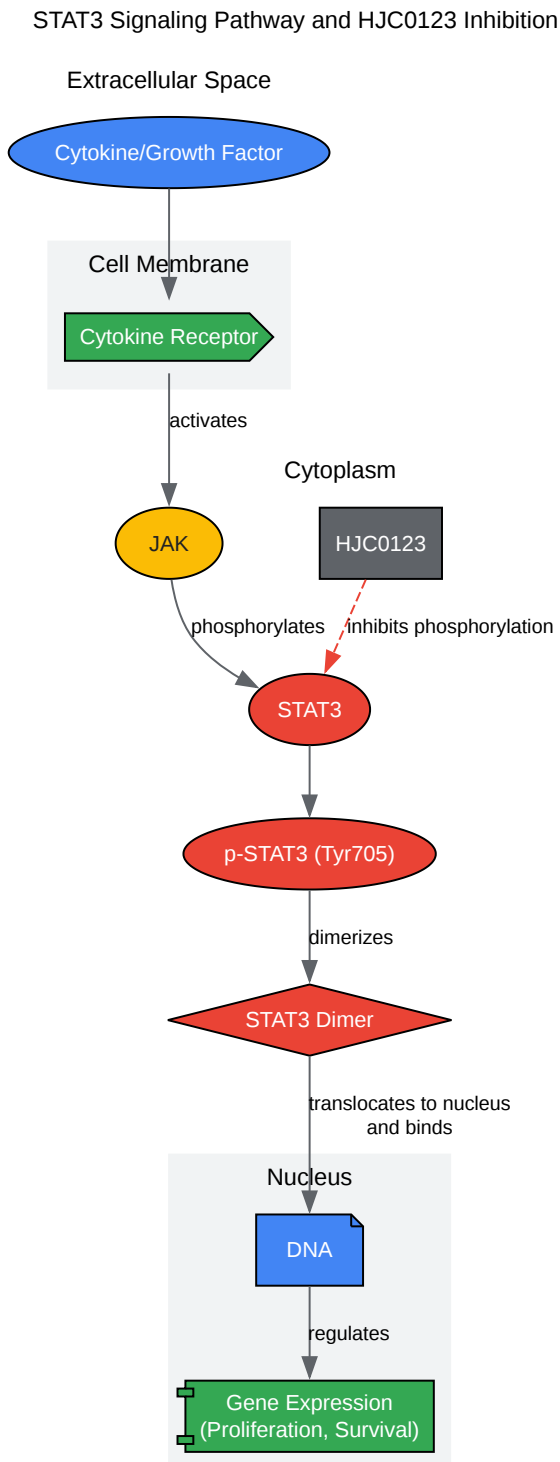 STAT3 Signaling Pathway and HJC0123 Inhibition
Extracellular Space
Cytokine/Growth Factor
Cell Membrane
Cytokine Receptor
activates
Cytoplasm
JAK
HJC0123
phosphorylates
inhibits phosphorylation
STAT3
p-STAT3 (Tyr705)
dimerizes
STAT3 Dimer
translocates to nucleus
and binds
Nucleus
DNA
regulates
Gene Expression
(Proliferation, Survival)